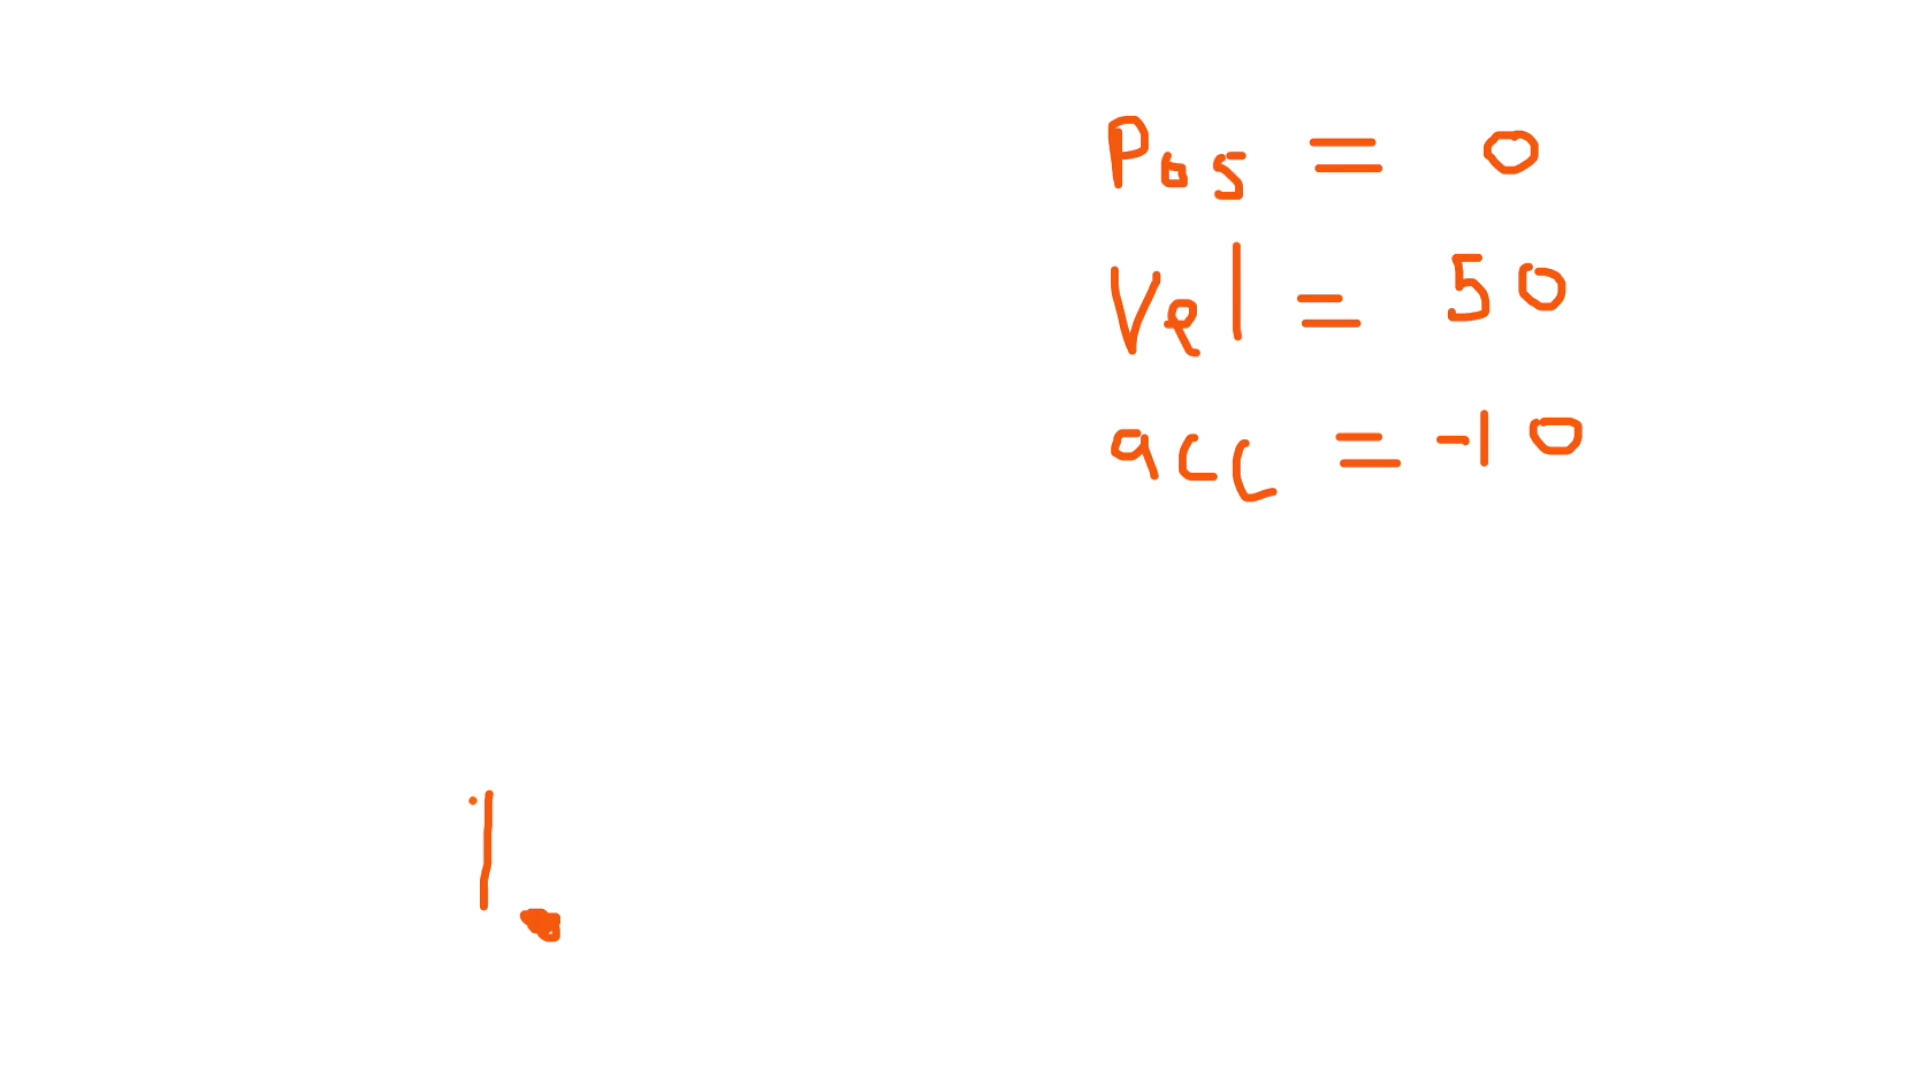 Pos = 0
Vel = 50
acc = -10